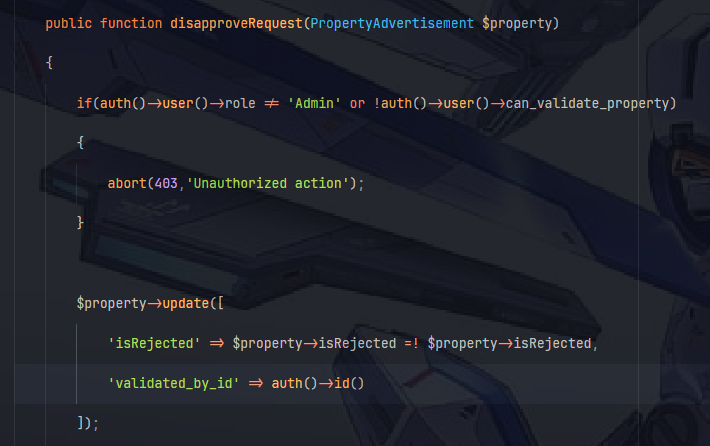 public function disapproveRequest(PropertyAdvertisement $property)
{
if(auth()->user()->role != 'Admin' or !auth()->user()->can_validate_property)
{
abort(403,'Unauthorized action');
}
$property->update([
'isRejected' => $property->isRejected =! $property->isRejected,
'validated_by_id' => auth()->id()
]);